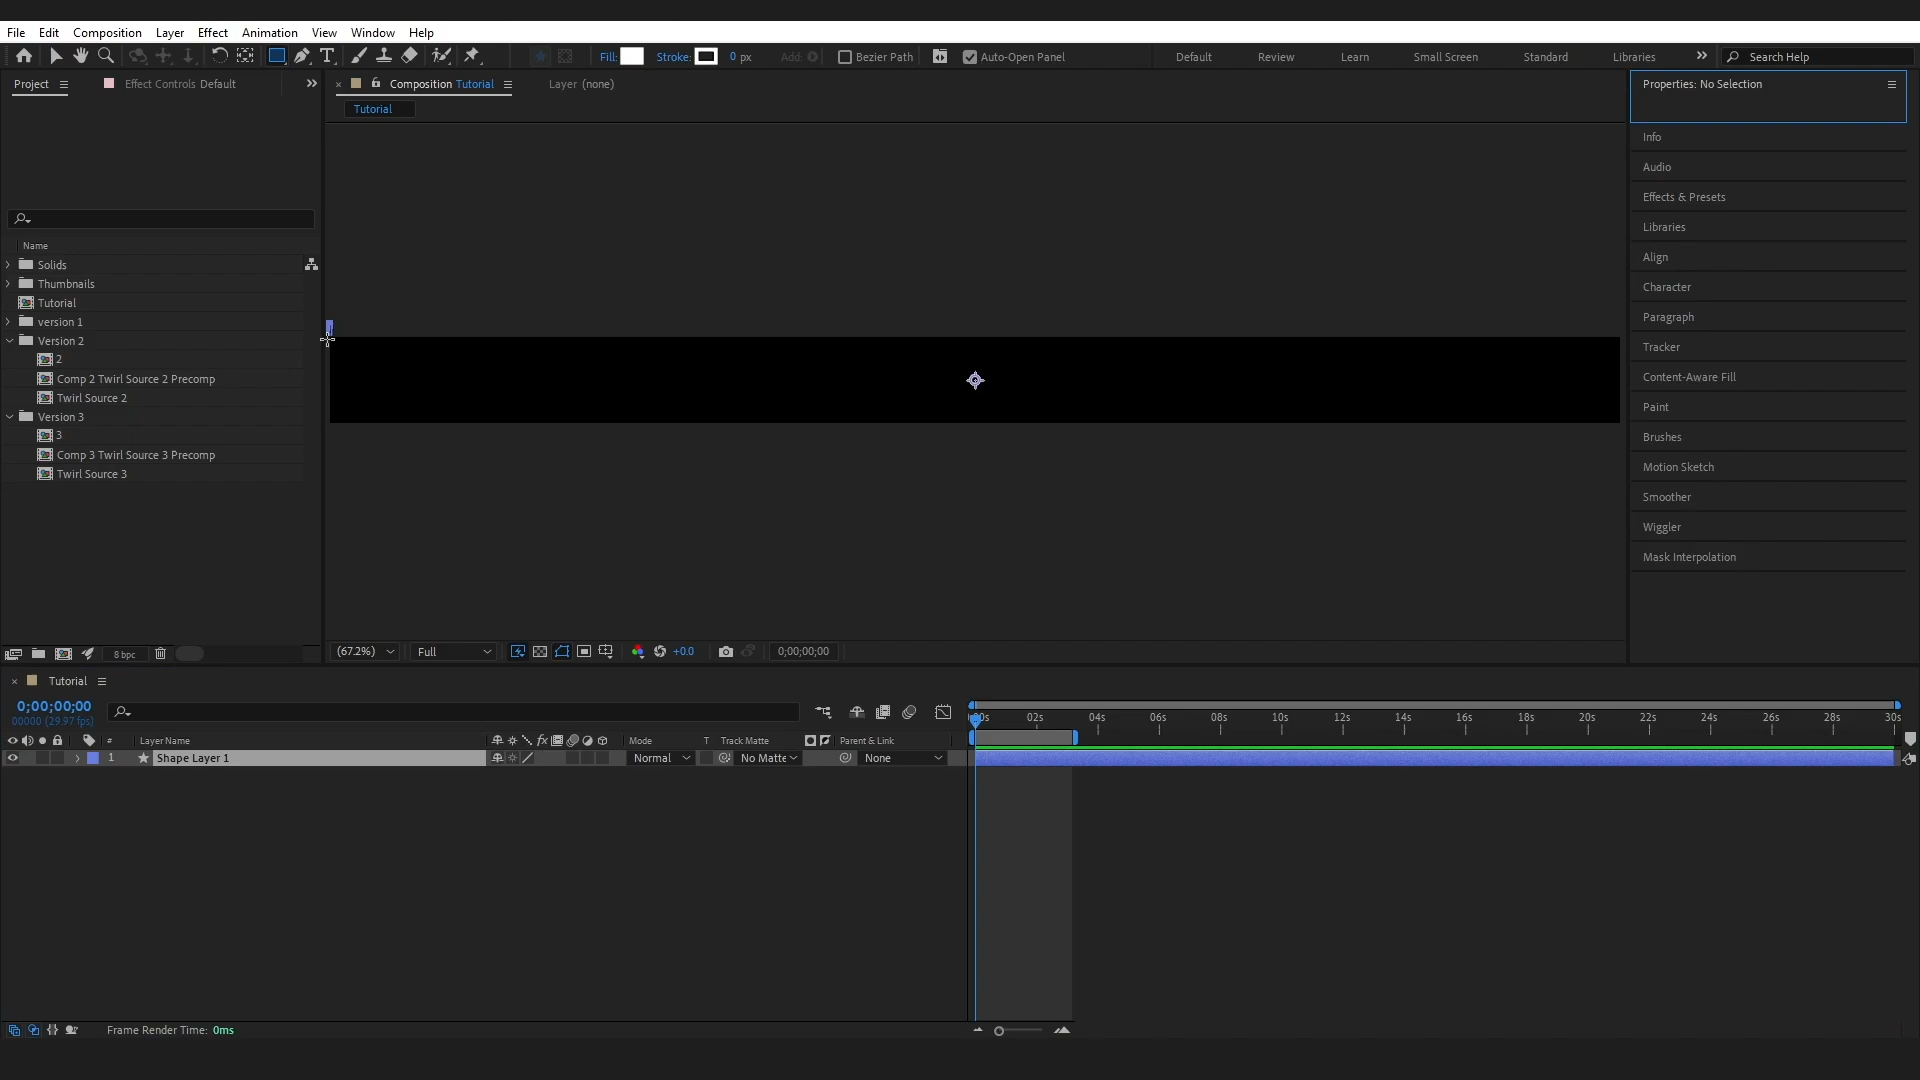 File Edit Composition Layer Effect Animation View Window Help
Fill: Stroke: 0 px Add: Bezier Path Auto-Open Panel Default Review Learn Small Screen Standard Libraries Search Help
Project Effect Controls Default Composition Tutorial Layer (none) Properties: No Selection
Tutorial
Info
Audio
Effects & Presets
Libraries
Align
Character
Paragraph
Tracker
Content-Aware Fill
Paint
Brushes
Motion Sketch
Smoother
Wiggler
Mask Interpolation
Name
Solids
Thumbnails
Tutorial
version 1
Version 2
2
Comp 2 Twirl Source 2 Precomp
Twirl Source 2
Version 3
3
Comp 3 Twirl Source 3 Precomp
Twirl Source 3
8 bpc (67.2%) Full +0.0 0;00;00;00
Tutorial
0;00;00;00
00000 (29.97 fps)
02s 04s 06s 08s 10s 12s 14s 16s 18s 20s 22s 24s 26s 28s 30s
# Layer Name fx Mode T Track Matte Parent & Link
1 Shape Layer 1 Normal No Matte None
Frame Render Time: 0ms